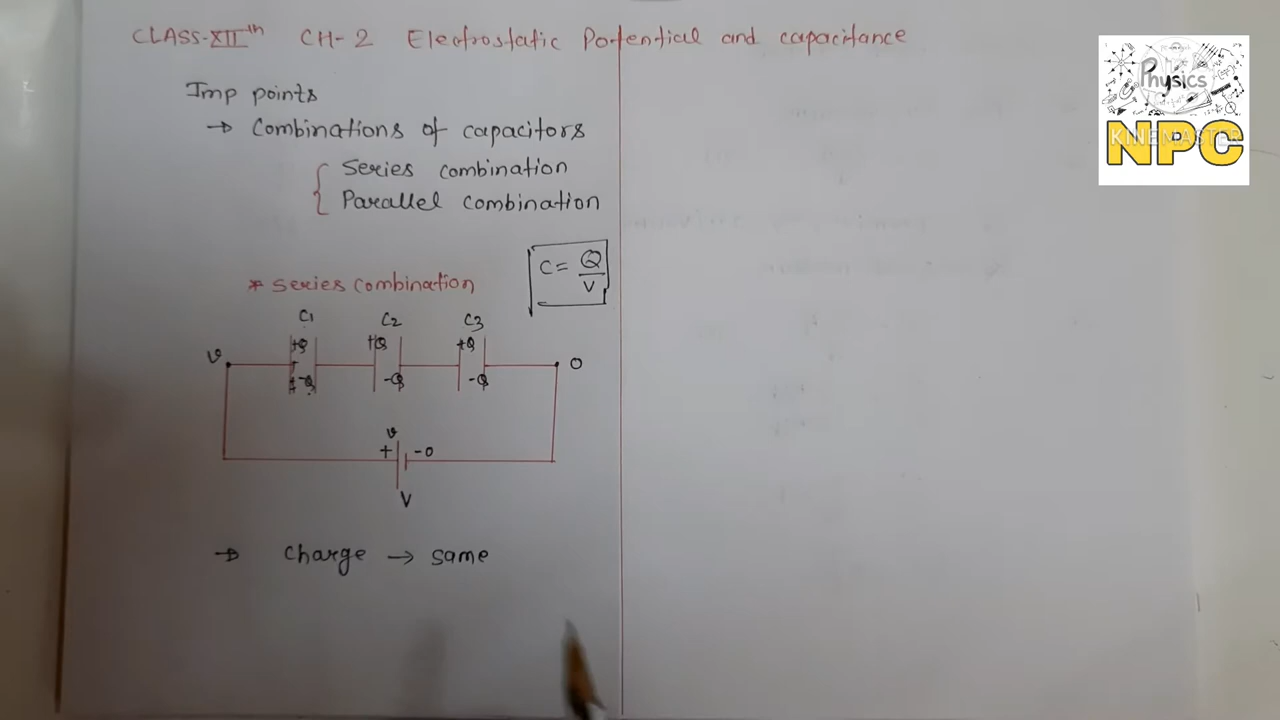 CLASS-XIIth CH-2 Electrostatic Potential and capacitance
Imp points
→ Combinations of capacitors
Series combination
Parallel combination
C = Q/V
* Series combination
C1 C2 C3
+Q +Q +Q
V 0
-Q -Q -Q
V
+ -0
V
→ Charge → same
Physics
KINEMASTER
NPC